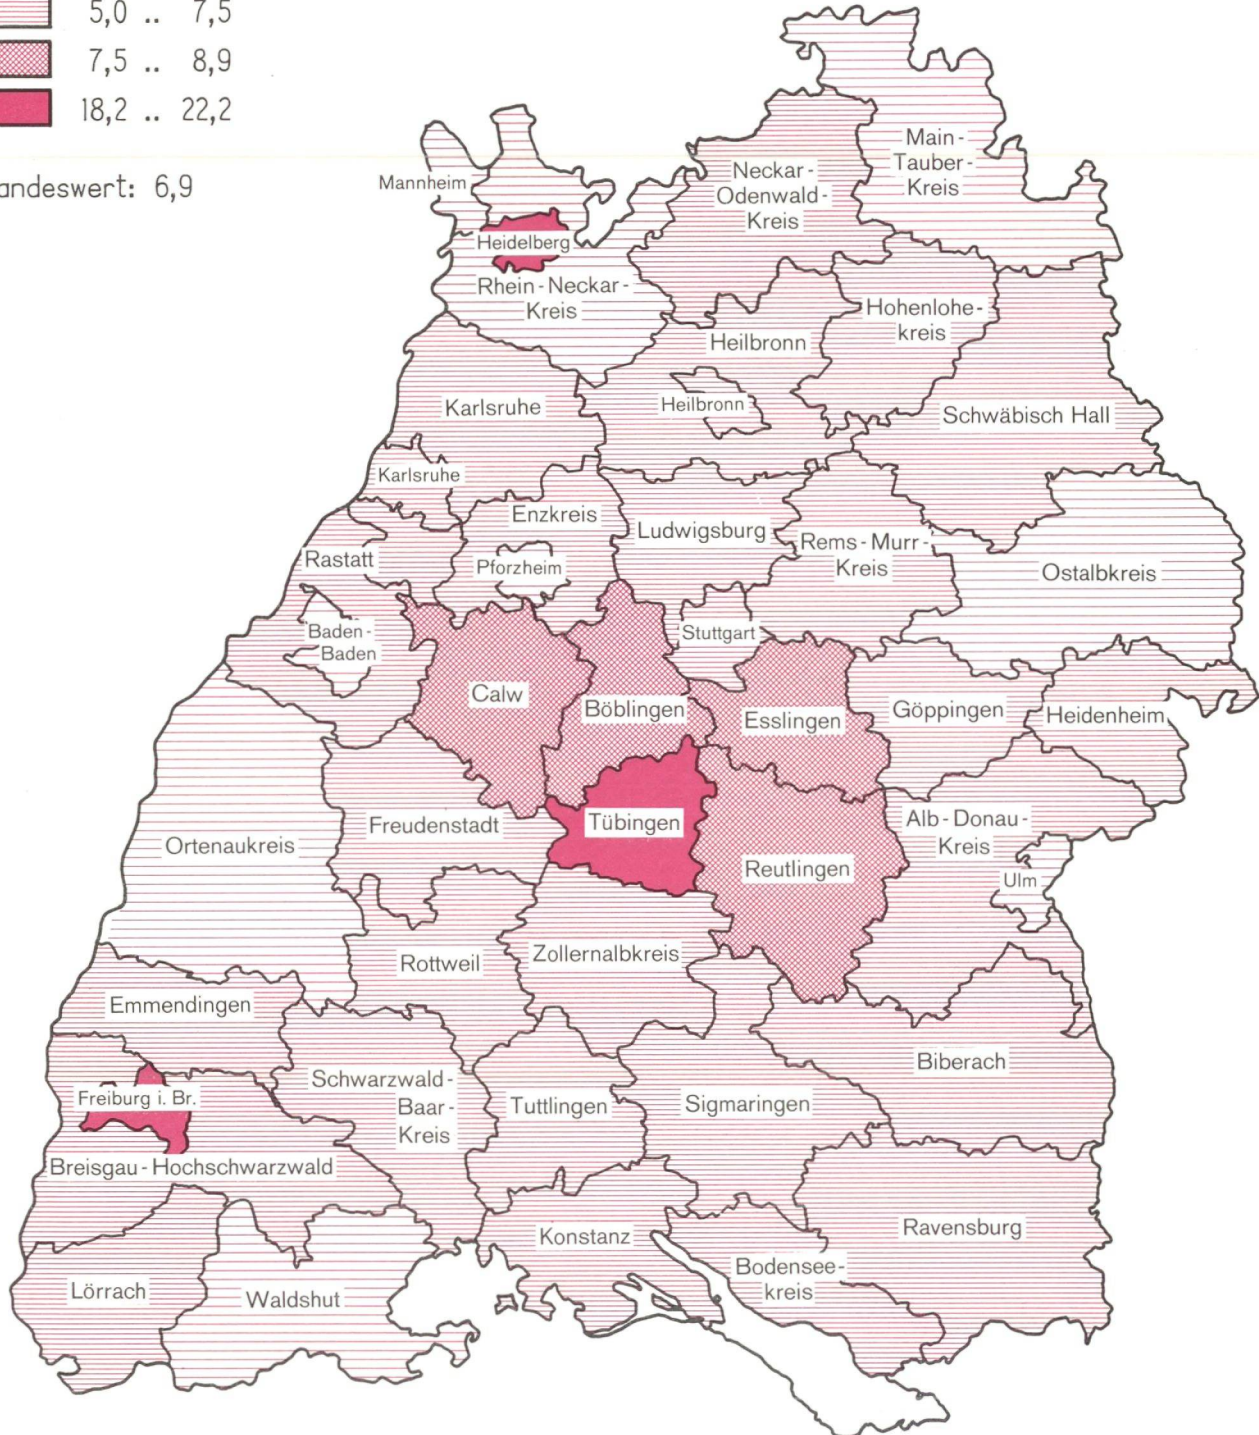 5,0 .. 7,5
7,5 .. 8,9
18,2 .. 22,2
andeswert: 6,9
Main-
Tauber-
Kreis
Neckar-
Odenwald-
Kreis
Mannheim
Heidelberg
Rhein-Neckar-
Kreis
Hohenlohe-
kreis
Heilbronn
Heilbronn
Karlsruhe
Schwäbisch Hall
Karlsruhe
Enzkreis
Ludwigsburg
Rems-Murr-
Kreis
Rastatt
Pforzheim
Ostalbkreis
Baden-
Baden
Stuttgart
Calw
Böblingen
Esslingen
Göppingen
Heidenheim
Freudenstadt
Tübingen
Alb-Donau-
Kreis
Ortenaukreis
Reutlingen
Ulm
Rottweil
Zollernalbkreis
Emmendingen
Biberach
Schwarzwald-
Baar-
Kreis
Freiburg i. Br.
Tuttlingen
Sigmaringen
Breisgau-Hochschwarzwald
Konstanz
Ravensburg
Bodensee-
kreis
Lörrach
Waldshut